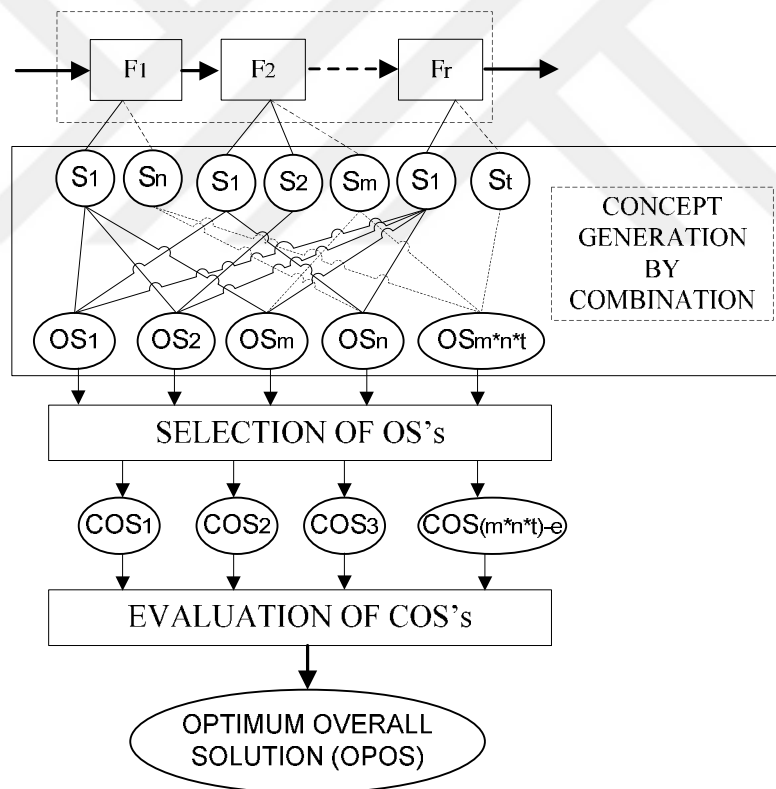 F1 F2 Fr
S1 Sn S1 S2 Sm S1 St
CONCEPT
GENERATION
BY
COMBINATION
OS1 OS2 OSm OSn OSm*n*t
SELECTION OF OS's
COS1 COS2 COS3 COS(m*n*t)-e
EVALUATION OF COS's
OPTIMUM OVERALL
SOLUTION (OPOS)